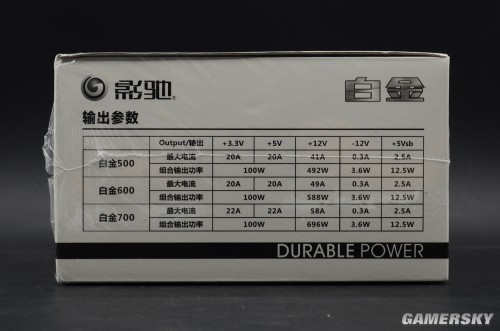 影驰
白金
输出参数
Output/输出 +3.3V +5V +12V -12V +5Vsb
白金500 最大电流 20A 20A 41A 0.3A 2.5A
组合输出功率 100W 492W 3.6W 12.5W
白金600 最大电流 20A 20A 49A 0.3A 2.5A
组合输出功率 100W 588W 3.6W 12.5W
白金700 最大电流 22A 22A 58A 0.3A 2.5A
组合输出功率 100W 696W 3.6W 12.5W
DURABLE POWER
GAMERSKY